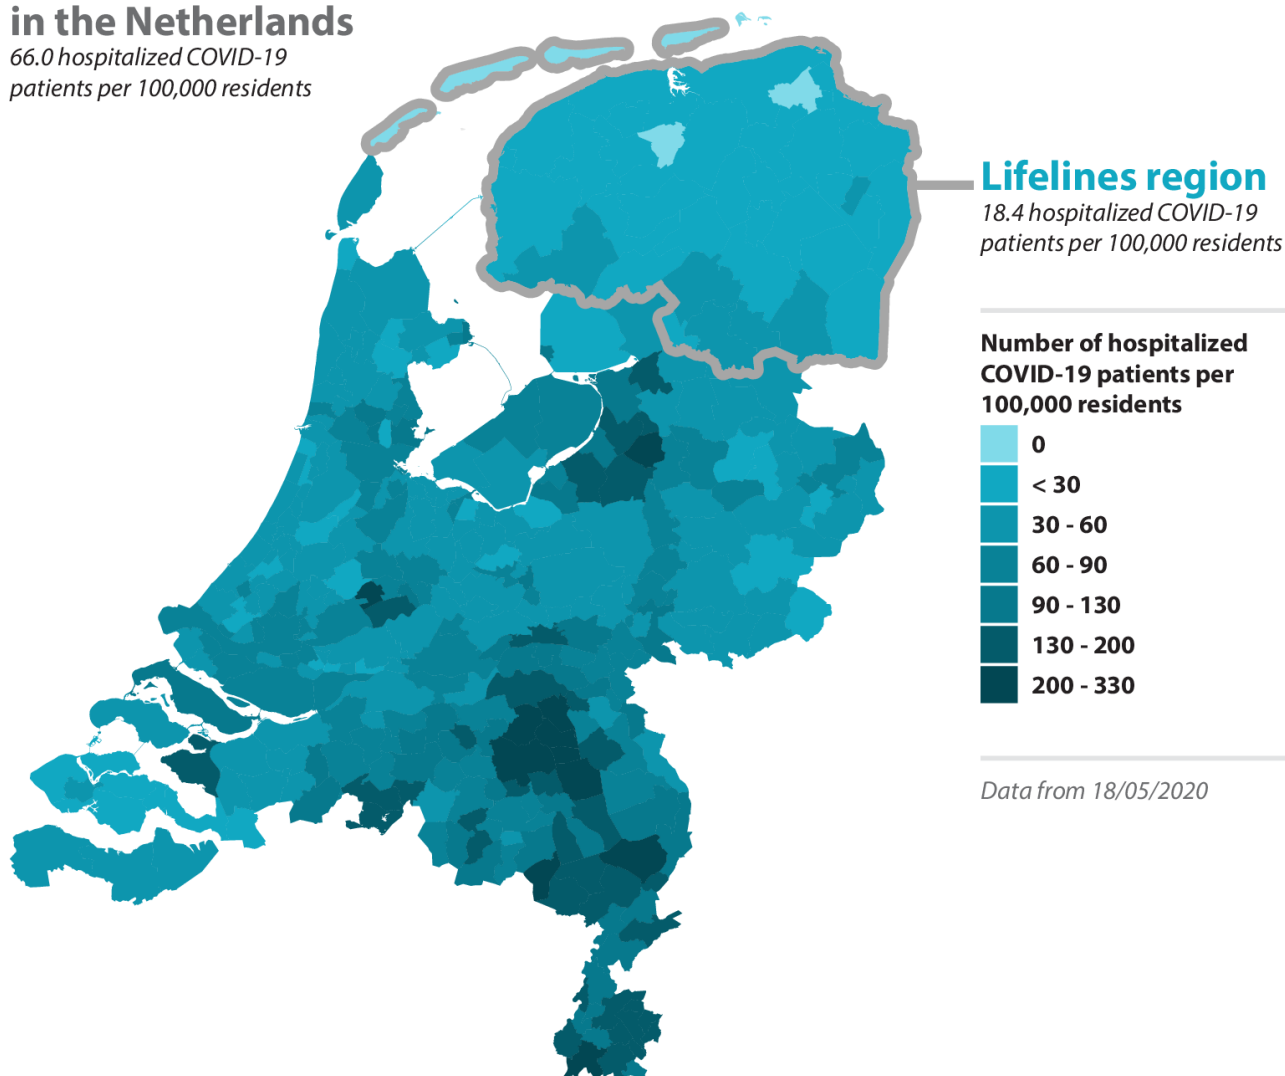 in the Netherlands
66.0 hospitalized COVID-19
patients per 100,000 residents
Lifelines region
18.4 hospitalized COVID-19
patients per 100,000 residents
Number of hospitalized
COVID-19 patients per
100,000 residents
0
< 30
30 - 60
60 - 90
90 - 130
130 - 200
200 - 330
Data from 18/05/2020